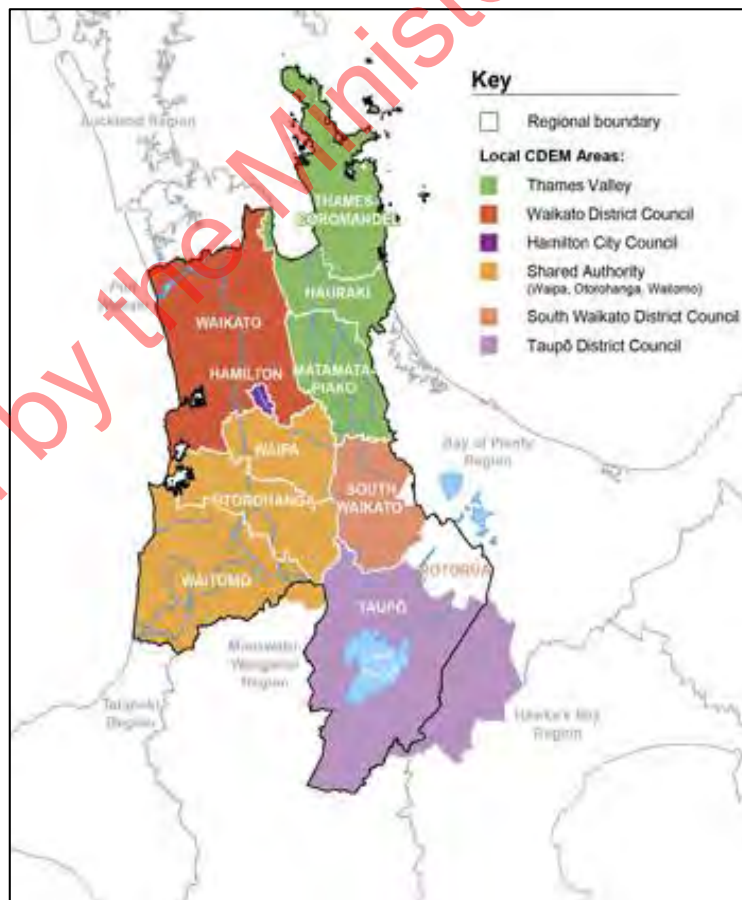 by the Minist
Key
Regional boundary
Local CDEM Areas:
Thames Valley
Waikato District Council
Hamilton City Council
Shared Authority
(Waipa, Otorohanga, Waitomo)
South Waikato District Council
Taupō District Council
Auckland Region
THAMES-
COROMANDEL
HAURAKI
WAIKATO
MATAMATA-
PIAKO
HAMILTON
WAIPA
Bay of Plenty
Region
OTOROHANGA
SOUTH
WAIKATO
ROTORUA
WAITOMO
TAUPŌ
Manawatu-
Wanganui
Region
Taranaki
Region
Hawke's Bay
Region